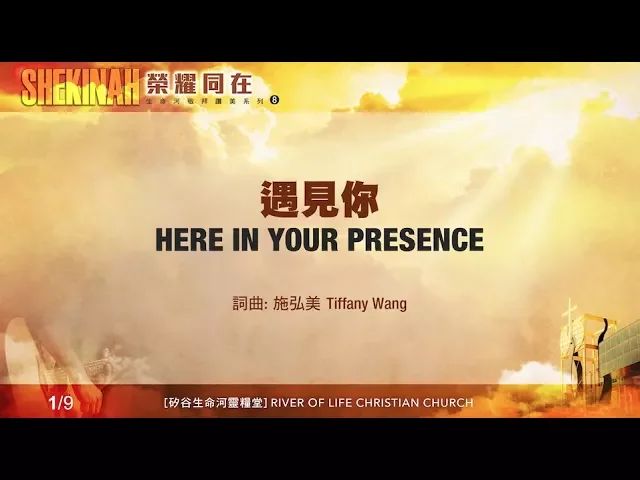 SHEKINAH 榮耀同在
生命河敬拜讚美系列 8
遇見你
HERE IN YOUR PRESENCE
詞曲: 施弘美 Tiffany Wang
1/9
[矽谷生命河靈糧堂] RIVER OF LIFE CHRISTIAN CHURCH